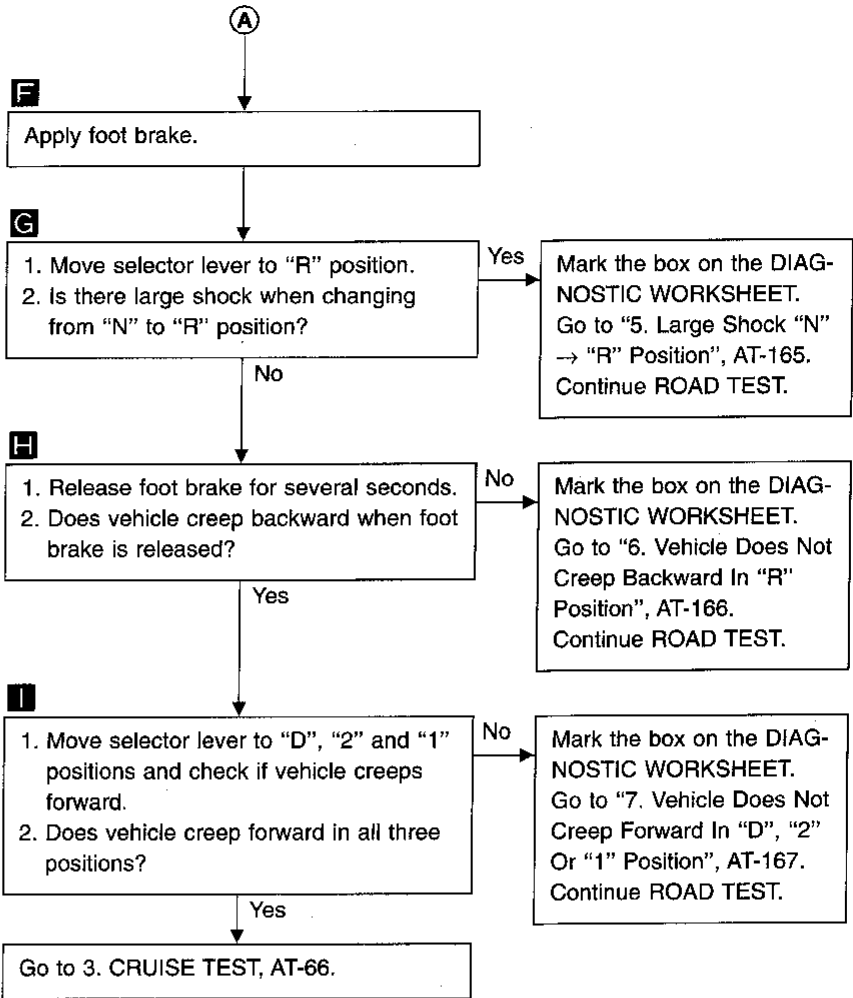 A
F
Apply foot brake.
G
1. Move selector lever to “R” position.
2. Is there large shock when changing
from “N” to “R” position?
Yes
Mark the box on the DIAG-
NOSTIC WORKSHEET.
Go to “5. Large Shock “N”
→ “R” Position”, AT-165.
Continue ROAD TEST.
No
H
1. Release foot brake for several seconds.
2. Does vehicle creep backward when foot
brake is released?
No
Mark the box on the DIAG-
NOSTIC WORKSHEET.
Go to “6. Vehicle Does Not
Creep Backward In “R”
Position”, AT-166.
Continue ROAD TEST.
Yes
I
1. Move selector lever to “D”, “2” and “1”
positions and check if vehicle creeps
forward.
2. Does vehicle creep forward in all three
positions?
No
Mark the box on the DIAG-
NOSTIC WORKSHEET.
Go to “7. Vehicle Does Not
Creep Forward In “D”, “2”
Or “1” Position”, AT-167.
Continue ROAD TEST.
Yes
Go to 3. CRUISE TEST, AT-66.